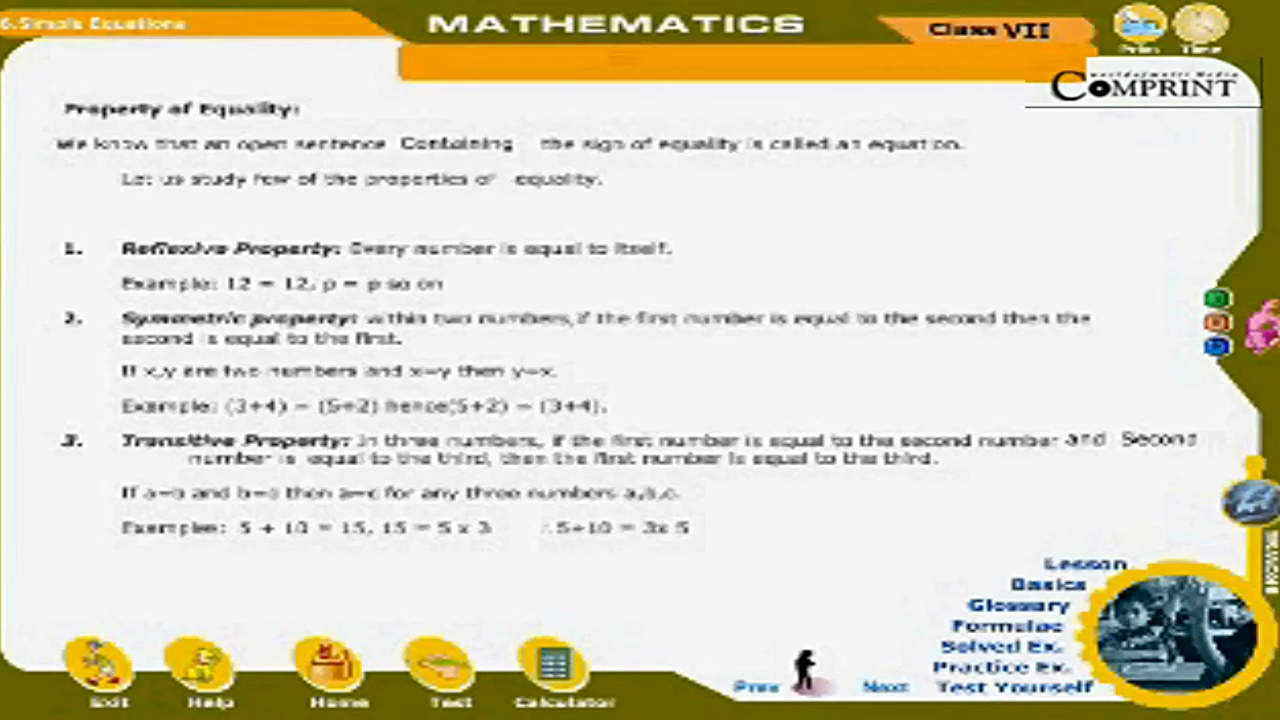 6.Simple Equations
MATHEMATICS
Class VII
Print
Time
COMPRINT
Property of Equality:
We know that an open sentence Containing the sign of equality is called an equation.
Let us study few of the properties of equality.
1. Reflexive Property: Every number is equal to itself.
Example: 12 = 12, p = p so on
2. Symmetric property: within two numbers,if the first number is equal to the second then the
second is equal to the first.
If x,y are two numbers and x=y then y=x.
Example: (3+4) = (5+2) hence(5+2) = (3+4).
3. Transitive Property: In three numbers, if the first number is equal to the second number and Second
number is equal to the third, then the first number is equal to the third.
If a=b and b=c then a=c for any three numbers a,b,c.
Examples: 5 + 10 = 15, 15 = 5 x 3 ∴5+10 = 3x 5
Lesson
Basics
Glossary
Formulae
Solved Ex.
Practice Ex.
Test Yourself
Prev
Next
Exit
Help
Home
Test
Calculator